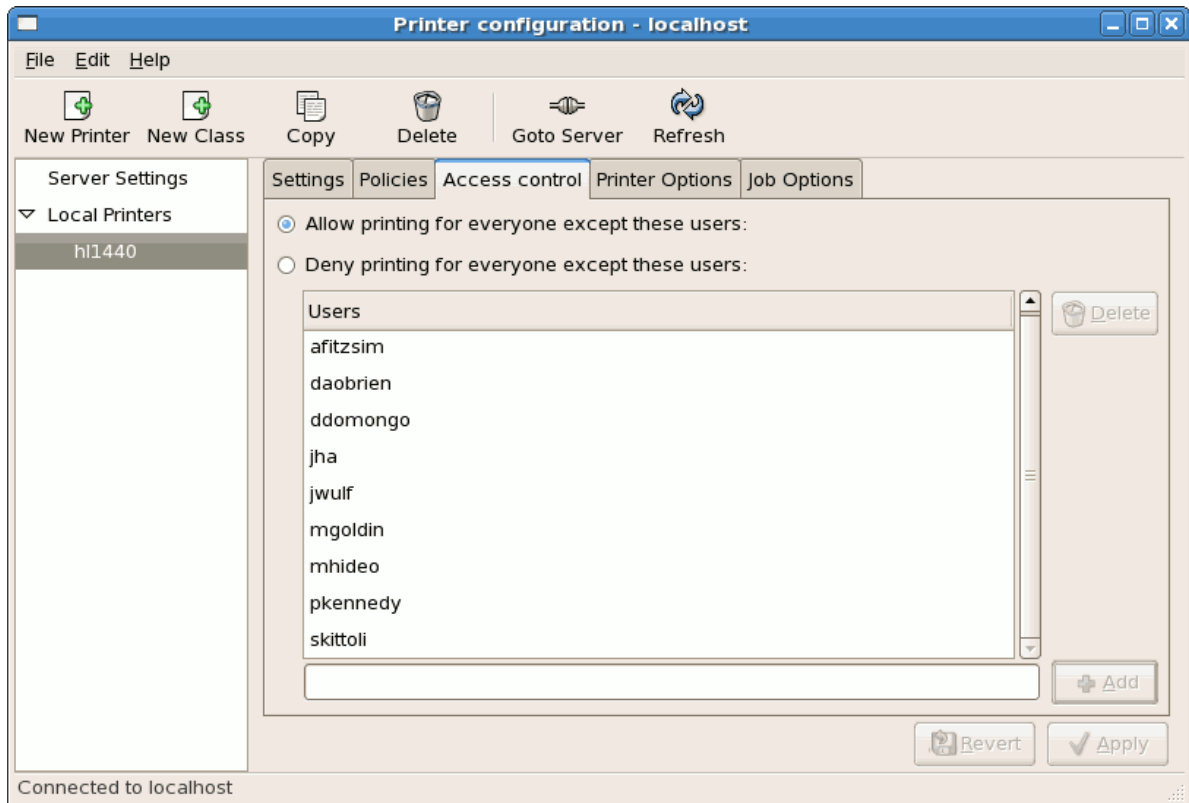 Printer configuration - localhost
File Edit Help
New Printer New Class Copy Delete Goto Server Refresh
Server Settings
Local Printers
hl1440
Settings Policies Access control Printer Options Job Options
Allow printing for everyone except these users:
Deny printing for everyone except these users:
Users
Delete
afitzsim
daobrien
ddomongo
jha
jwulf
mgoldin
mhideo
pkennedy
skittoli
Add
Revert Apply
Connected to localhost